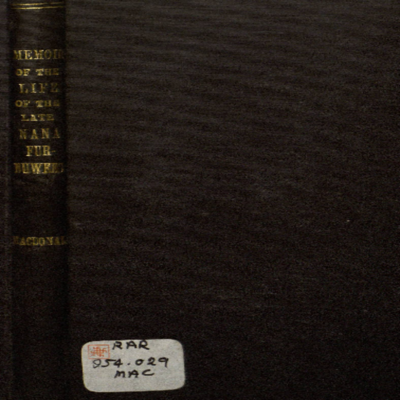 MEMOIR
OF THE
LIFE
OF THE
LATE
NANA
FUR-
NUWEES
MACDONALD
RAR
954.029
MAC